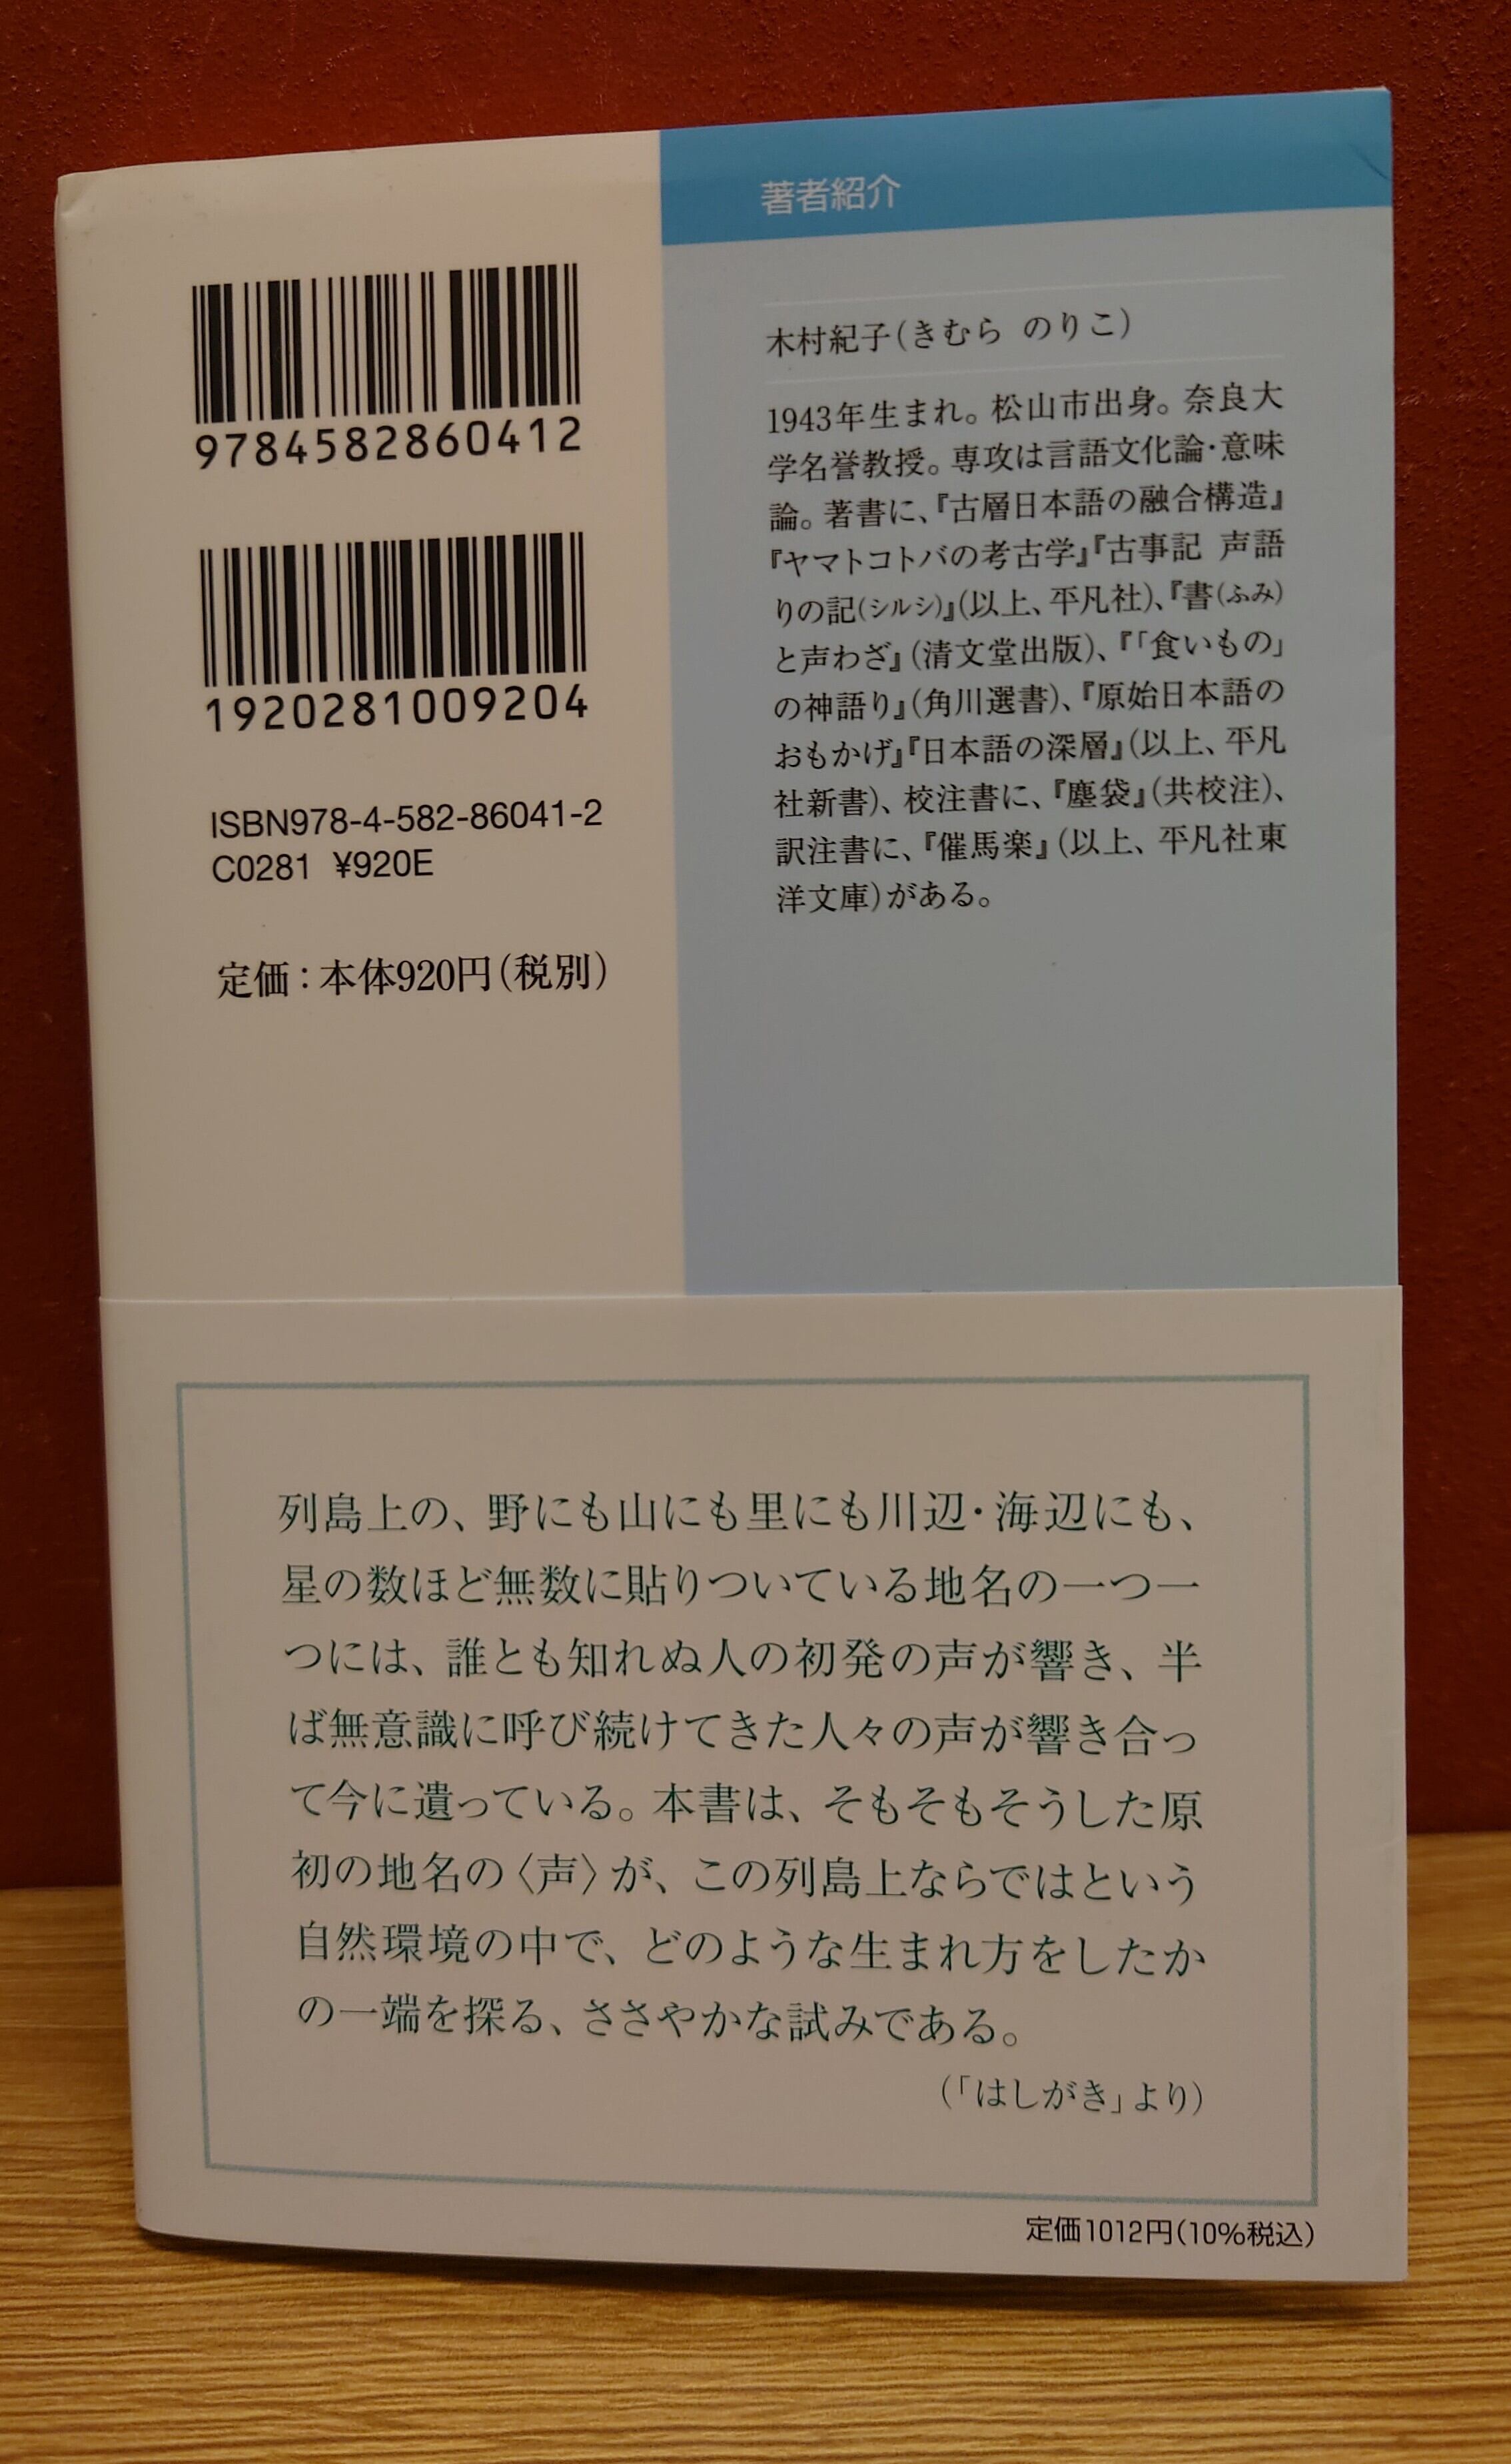 9784582860412
1920281009204
ISBN978-4-582-86041-2
C0281 ¥920E
定価：本体920円（税別）
著者紹介
木村紀子（きむら のりこ）
1943年生まれ。松山市出身。奈良大
学名誉教授。専攻は言語文化論・意味
論。著書に、『古層日本語の融合構造』
『ヤマトコトバの考古学』『古事記 声語
りの記（シルシ）』（以上、平凡社）、『書（ふみ）
と声わざ』（清文堂出版）、『「食いもの」
の神語り』（角川選書）、『原始日本語の
おもかげ』『日本語の深層』（以上、平凡
社新書）、校注書に、『塵袋』（共校注）、
訳注書に、『催馬楽』（以上、平凡社東
洋文庫）がある。
列島上の、野にも山にも里にも川辺・海辺にも、
星の数ほど無数に貼りついている地名の一つ一
つには、誰とも知れぬ人の初発の声が響き、半
ば無意識に呼び続けてきた人々の声が響き合っ
て今に遺っている。本書は、そもそもそうした原
初の地名の〈声〉が、この列島上ならではという
自然環境の中で、どのような生まれ方をしたか
の一端を探る、ささやかな試みである。
（「はしがき」より）
定価1012円（10%税込）